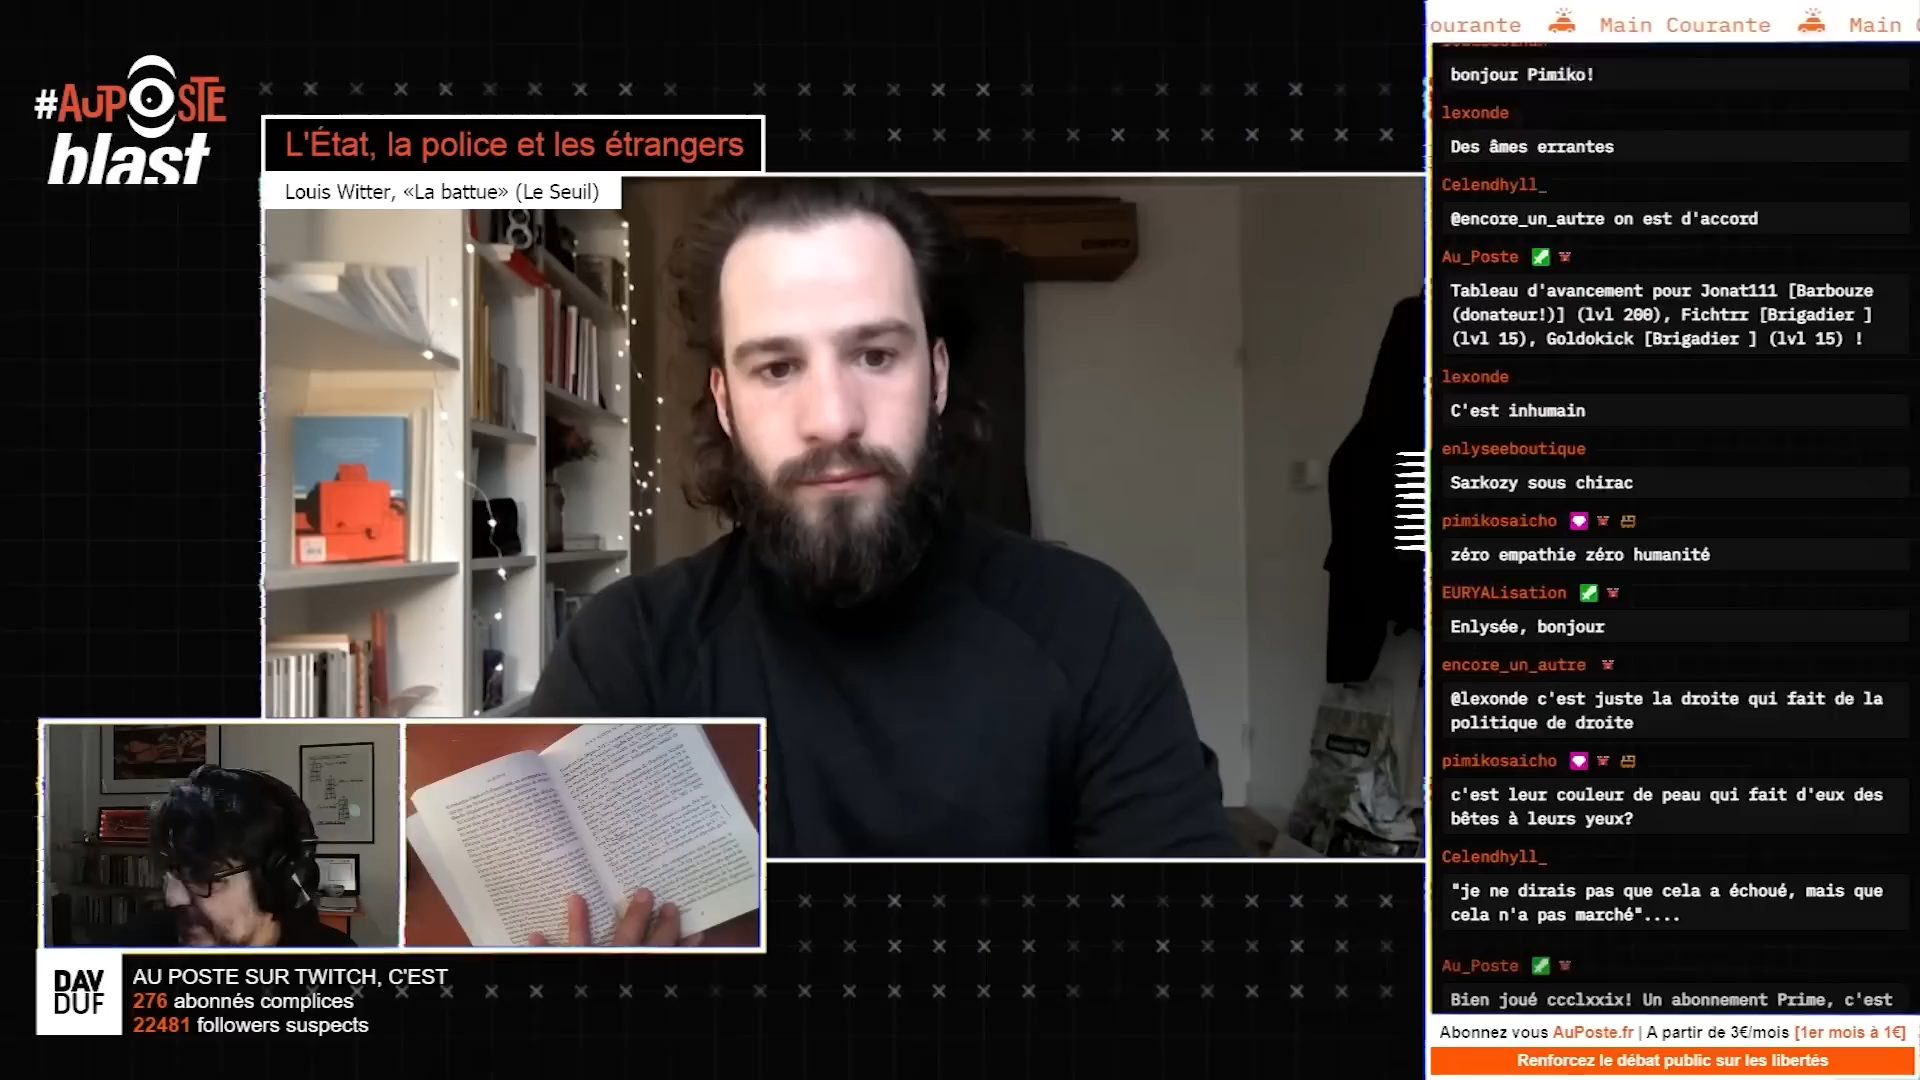 #AUPOSTE
blast
L'État, la police et les étrangers
Louis Witter, «La battue» (Le Seuil)
DAV
DUF
AU POSTE SUR TWITCH, C'EST
276 abonnés complices
22481 followers suspects
ourante Main Courante Main
bonjour Pimiko!
lexonde
Des âmes errantes
Celendhyll_
@encore_un_autre on est d'accord
Au_Poste
Tableau d'avancement pour Jonat111 [Barbouze
(donateur!)] (lvl 200), Fichtrr [Brigadier ]
(lvl 15), Goldokick [Brigadier ] (lvl 15) !
lexonde
C'est inhumain
enlyseeboutique
Sarkozy sous chirac
pimikosaicho
zéro empathie zéro humanité
EURYALisation
Enlysée, bonjour
encore_un_autre
@lexonde c'est juste la droite qui fait de la
politique de droite
pimikosaicho
c'est leur couleur de peau qui fait d'eux des
bêtes à leurs yeux?
Celendhyll_
"je ne dirais pas que cela a échoué, mais que
cela n'a pas marché"....
Au_Poste
Bien joué ccclxxix! Un abonnement Prime, c'est
Abonnez vous AuPoste.fr | A partir de 3€/mois [1er mois à 1€]
Renforcez le débat public sur les libertés